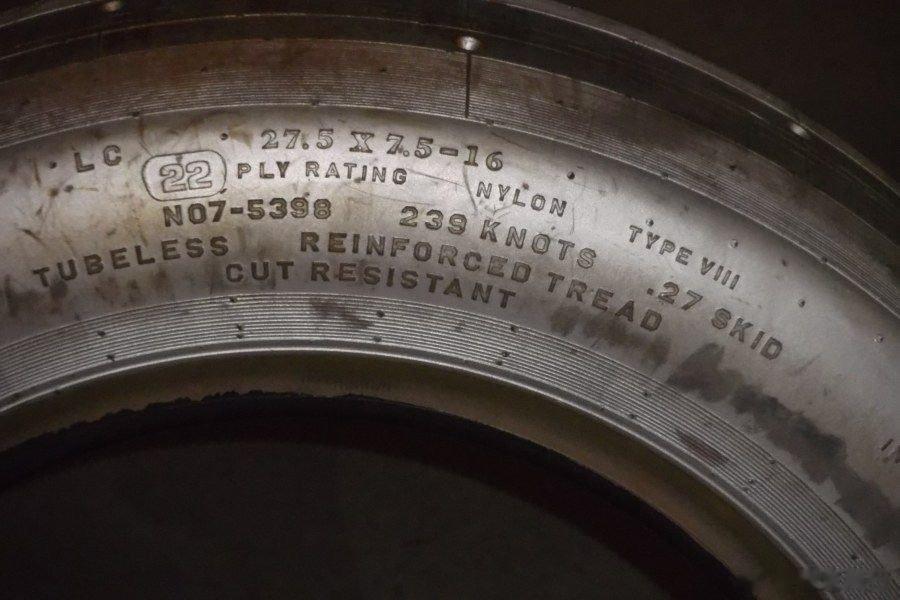 LC 27.5 X 7.5-16
22 PLY RATING NYLON TYPE VIII
N07-5398 239 KNOTS .27 SKID
TUBELESS REINFORCED TREAD
CUT RESISTANT